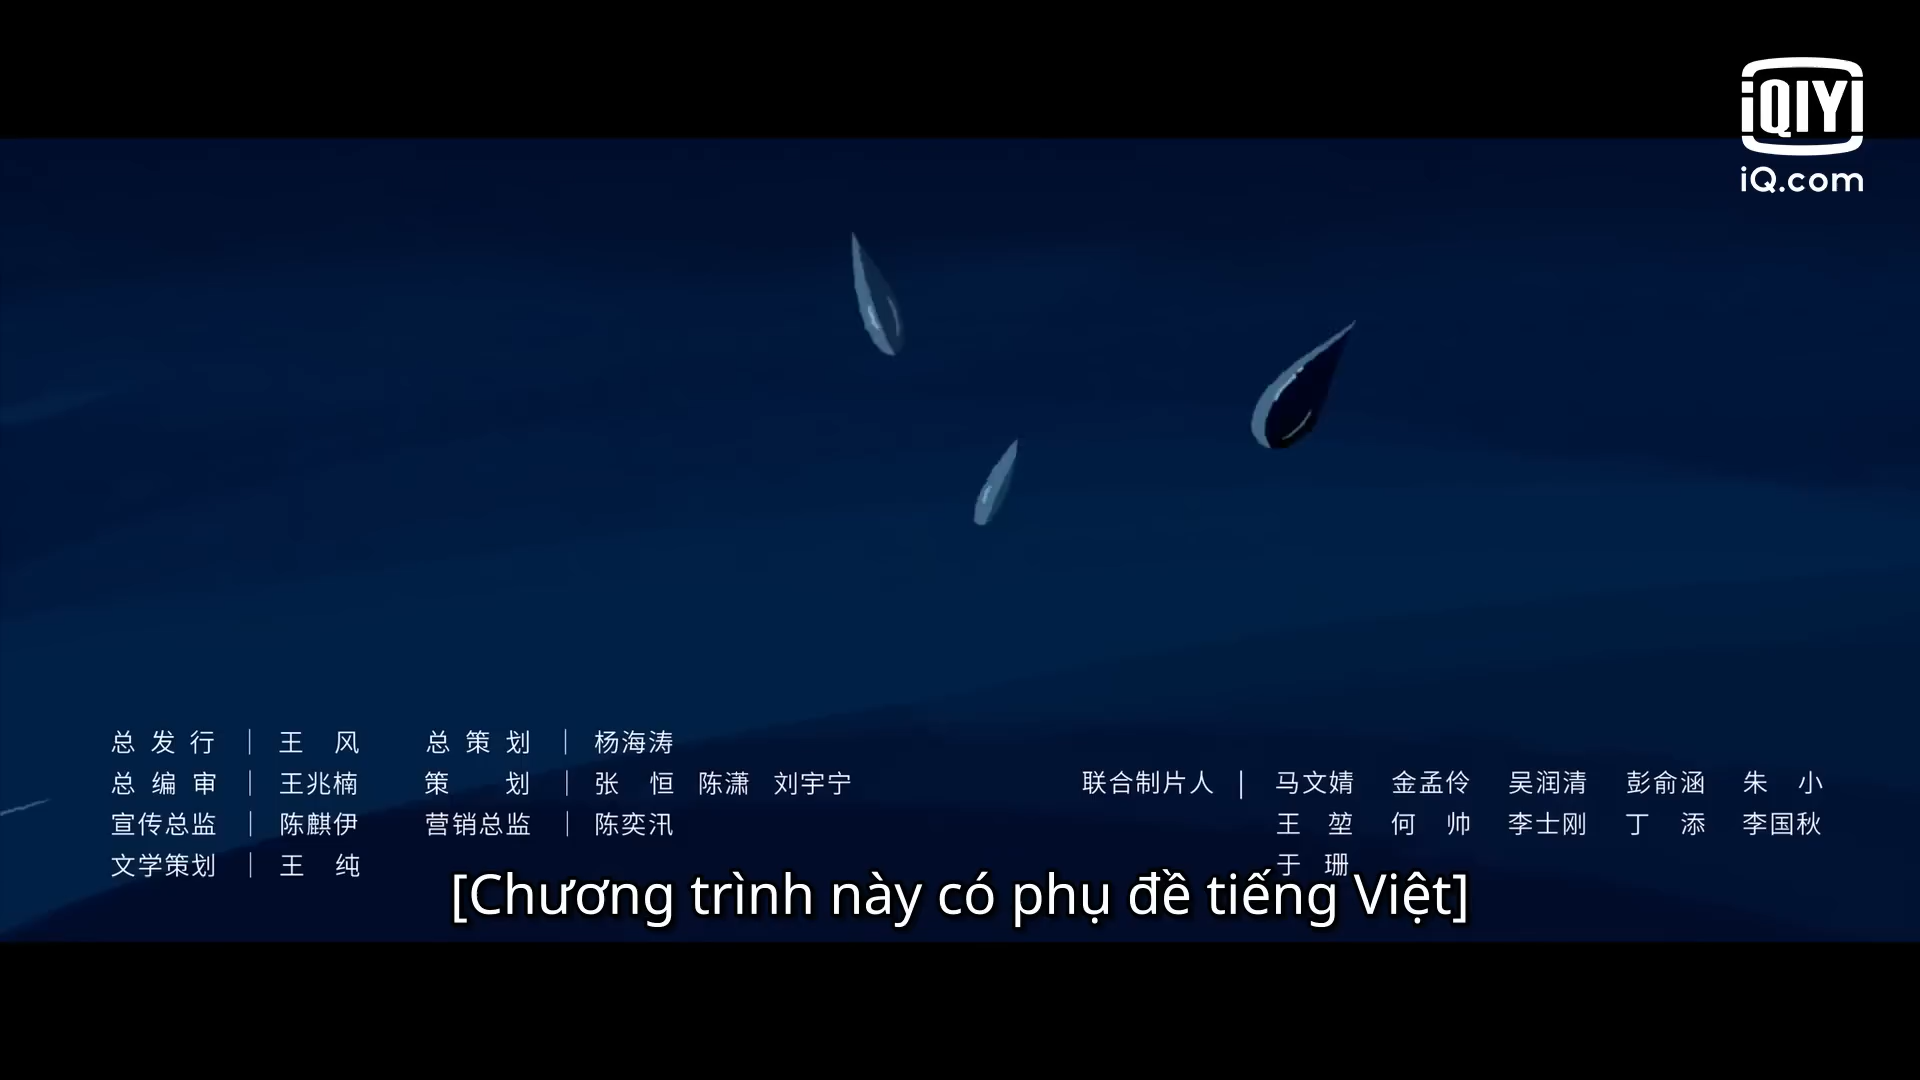 iQIYI
iQ.com
总发行 | 王风 总策划 | 杨海涛
总编审 | 王兆楠 策划 | 张恒 陈潇 刘宇宁
宣传总监 | 陈麒伊 营销总监 | 陈奕汛
文学策划 | 王纯
联合制片人 | 马文婧 金孟伶 吴润清 彭俞涵 朱小
王堃 何帅 李士刚 丁添 李国秋
于珊
[Chương trình này có phụ đề tiếng Việt]